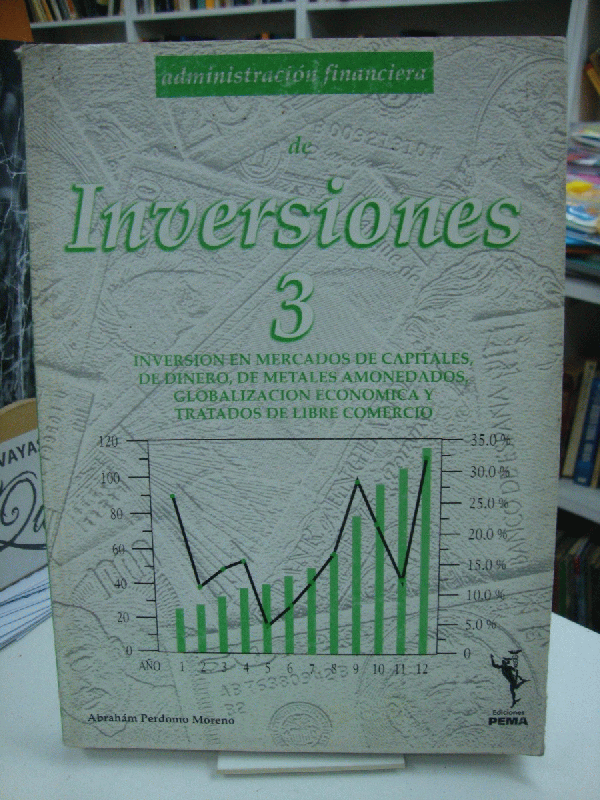 administración financiera
de
Inversiones
3
INVERSION EN MERCADOS DE CAPITALES,
DE DINERO, DE METALES AMONEDADOS,
GLOBALIZACION ECONOMICA Y
TRATADOS DE LIBRE COMERCIO
120
100
80
60
40
20
0
35.0 %
30.0 %
25.0 %
20.0 %
15.0 %
10.0 %
5.0 %
0
AÑO 1 2 3 4 5 6 7 8 9 10 11 12
Abrahám Perdomo Moreno
Ediciones
PEMA
VAYAS